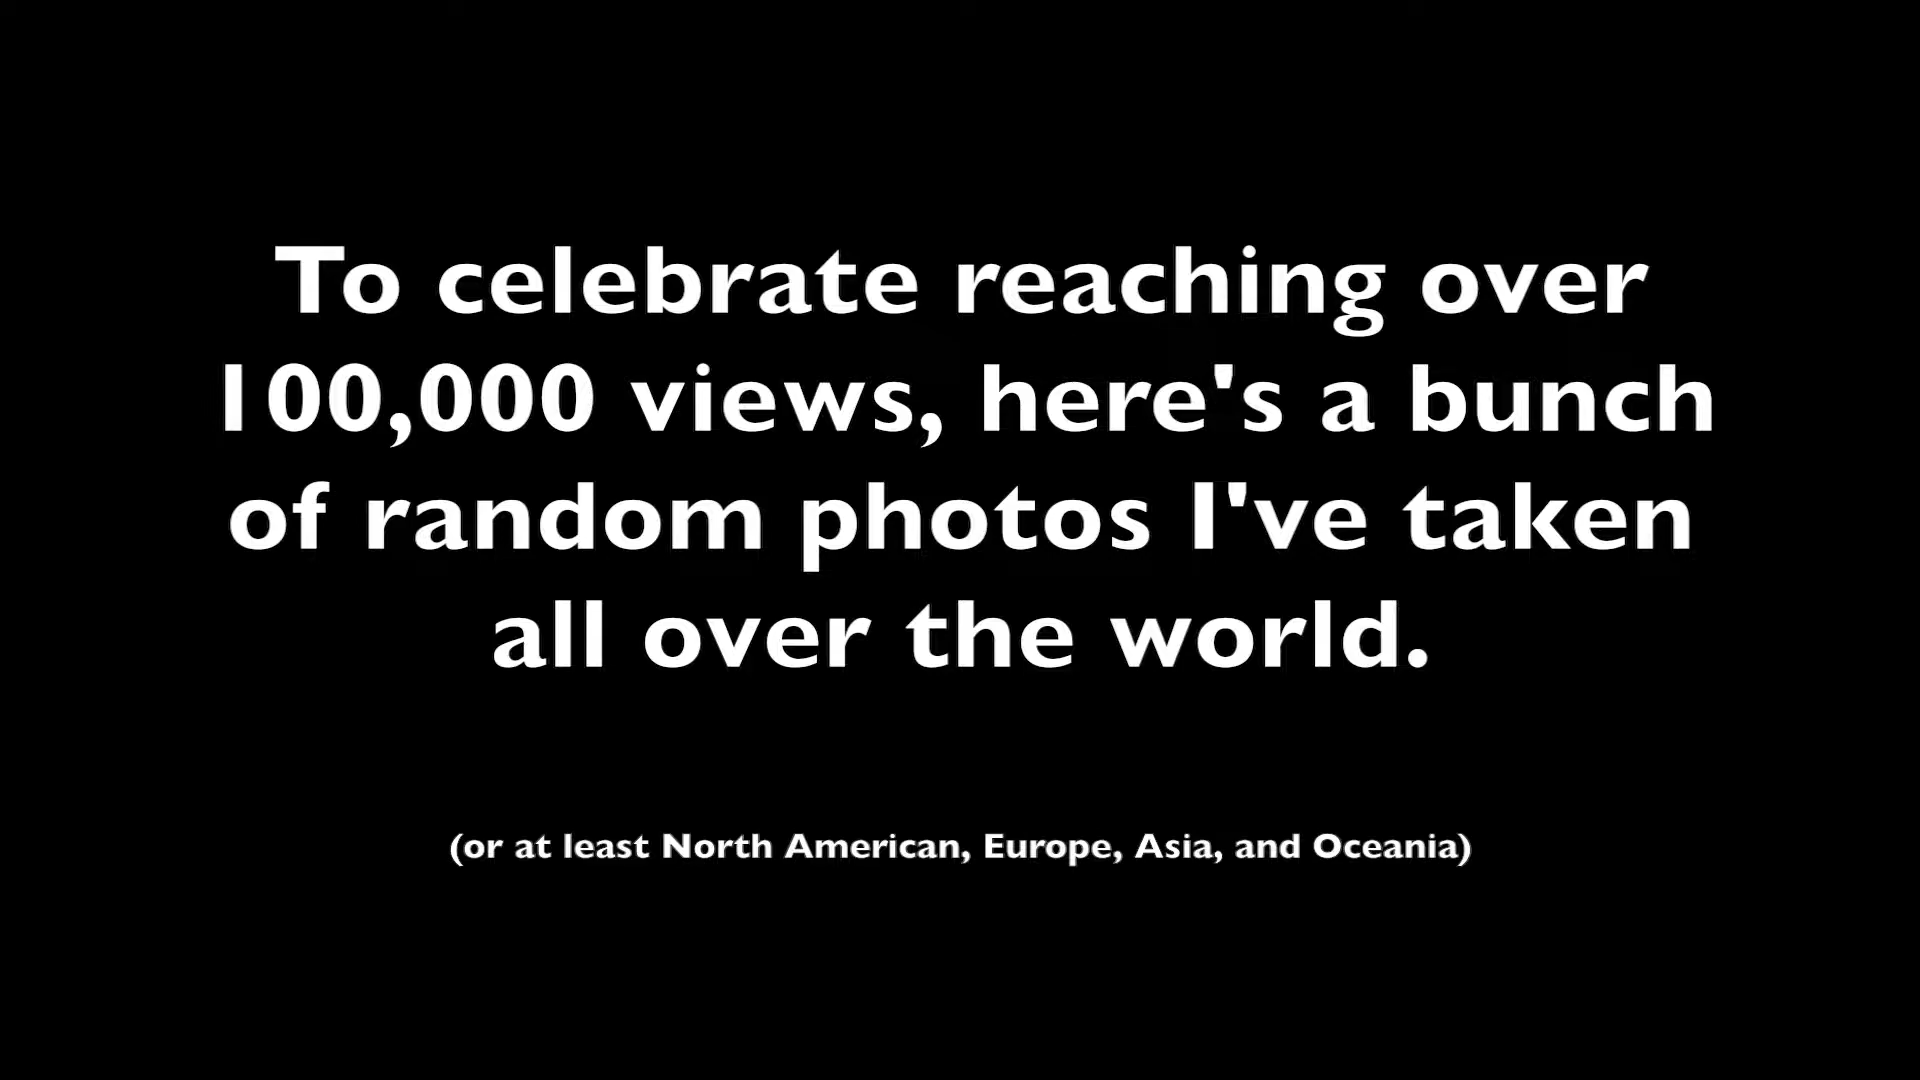 To celebrate reaching over
100,000 views, here's a bunch
of random photos I've taken
all over the world.
(or at least North American, Europe, Asia, and Oceania)